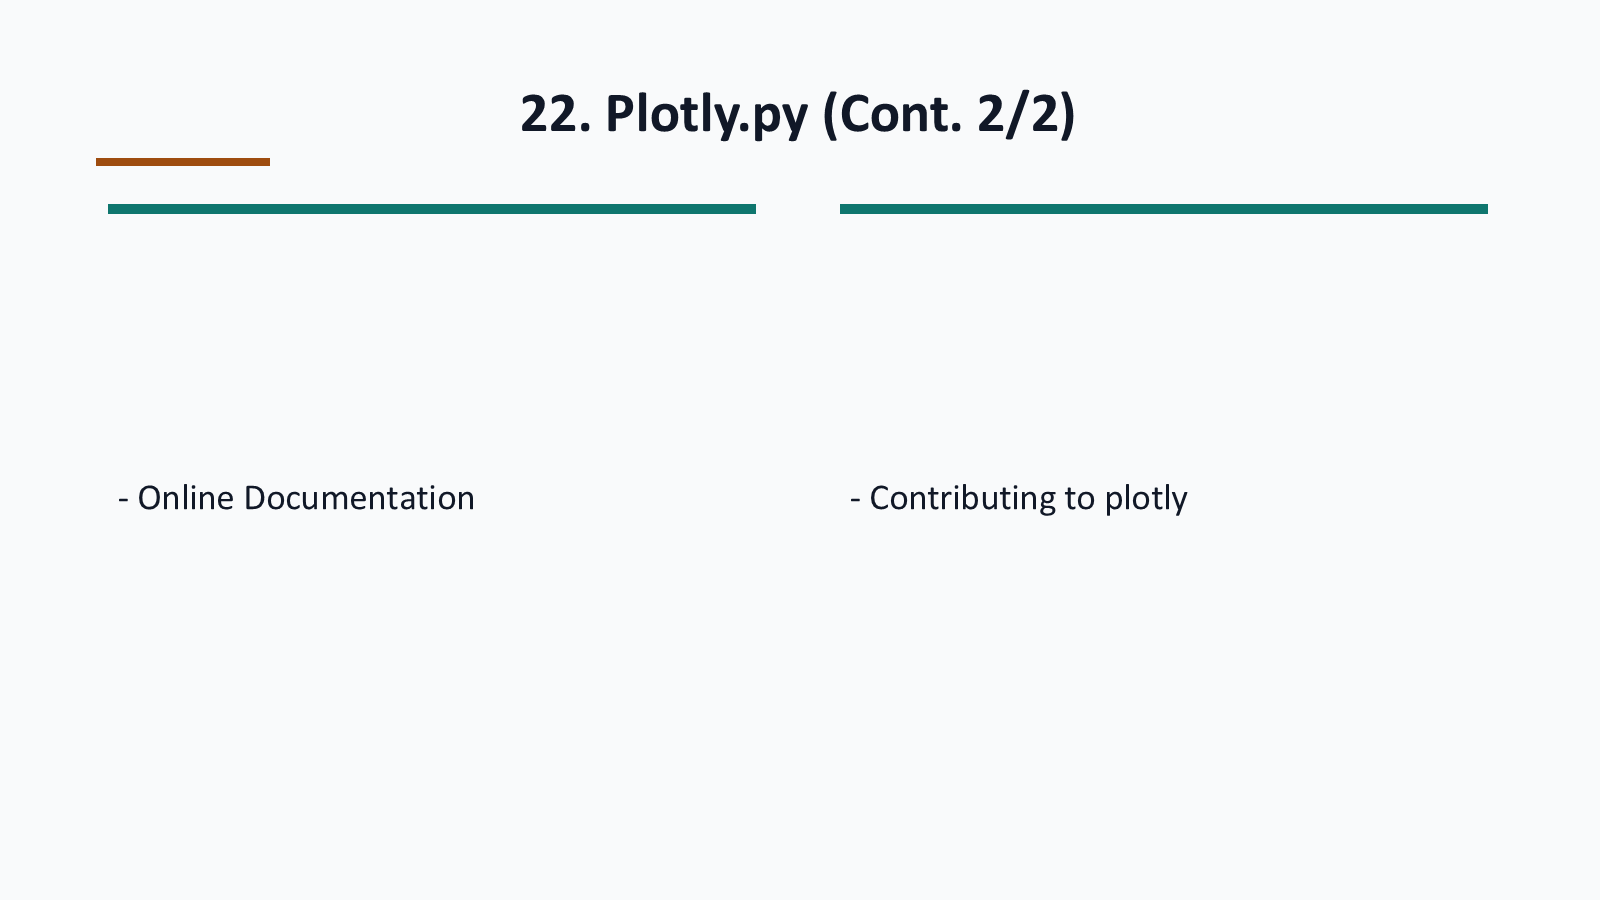 22. Plotly.py (Cont. 2/2)
- Online Documentation
- Contributing to plotly